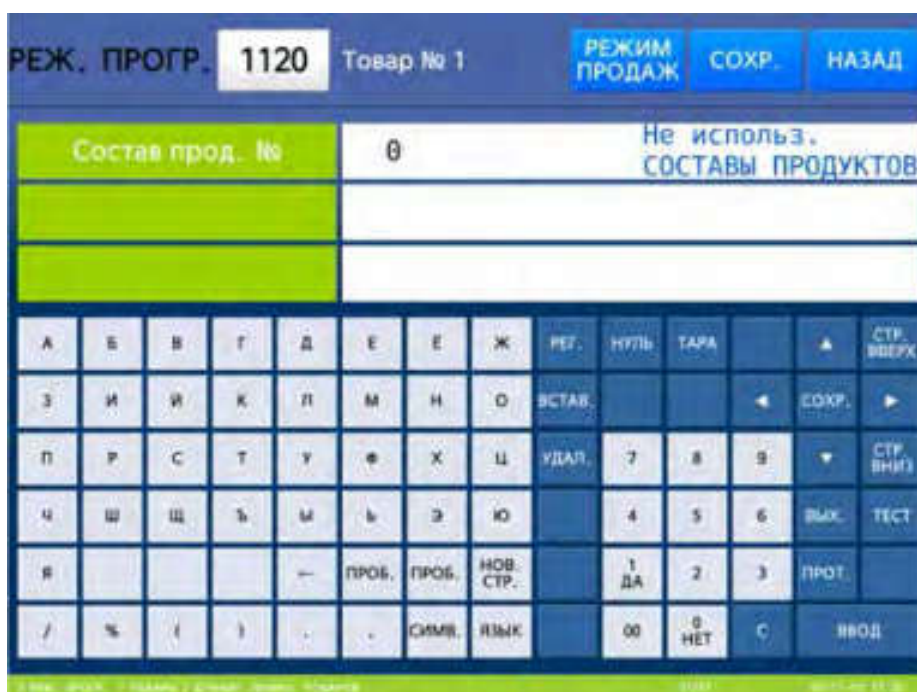 РЕЖ. ПРОГР. 1120 Товар № 1 РЕЖИМ ПРОДАЖ СОХР. НАЗАД
Состав прод. № 0 Не использ.
СОСТАВЫ ПРОДУКТОВ
А Б В Г Д Е Ё Ж РЕГ. НУЛЬ ТАРА ▲ СТР. ВВЕРХ
З И Й К Л М Н О ВСТАВ. ◄ СОХР. ►
П Р С Т У Ф Х Ц УДАЛ. 7 8 9 ▼ СТР. ВНИЗ
Ч Ш Щ Ъ Ы Ь Э Ю 4 5 6 ВЫХ. ТЕСТ
Я ← ПРОБ. ПРОБ. НОВ. СТР. 1 ДА 2 3 ПРОТ.
/ % ( ) . СИМВ. ЯЗЫК 00 0 НЕТ С ВВОД